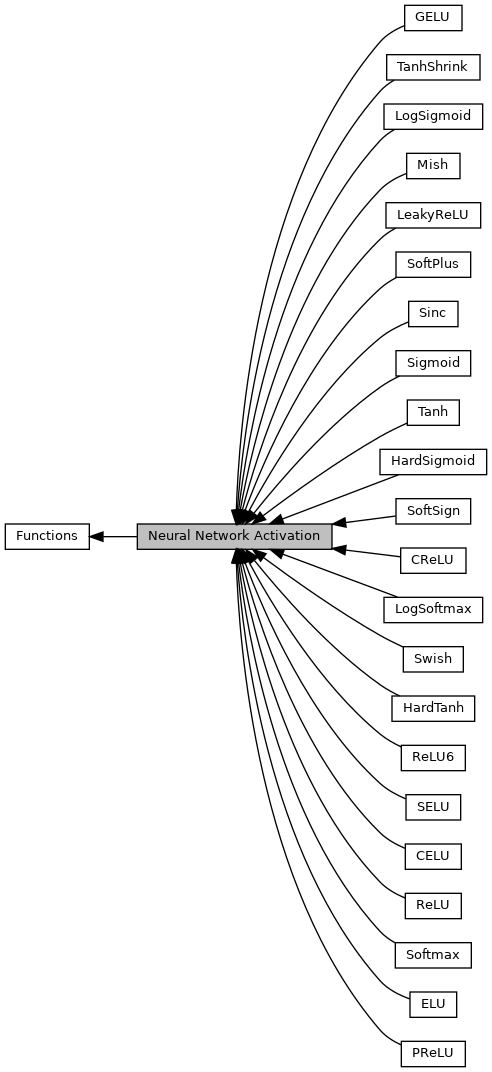 GELU
TanhShrink
LogSigmoid
Mish
LeakyReLU
SoftPlus
Sinc
Sigmoid
Tanh
HardSigmoid
SoftSign
Functions
Neural Network Activation
CReLU
LogSoftmax
Swish
HardTanh
ReLU6
SELU
CELU
ReLU
Softmax
ELU
PReLU